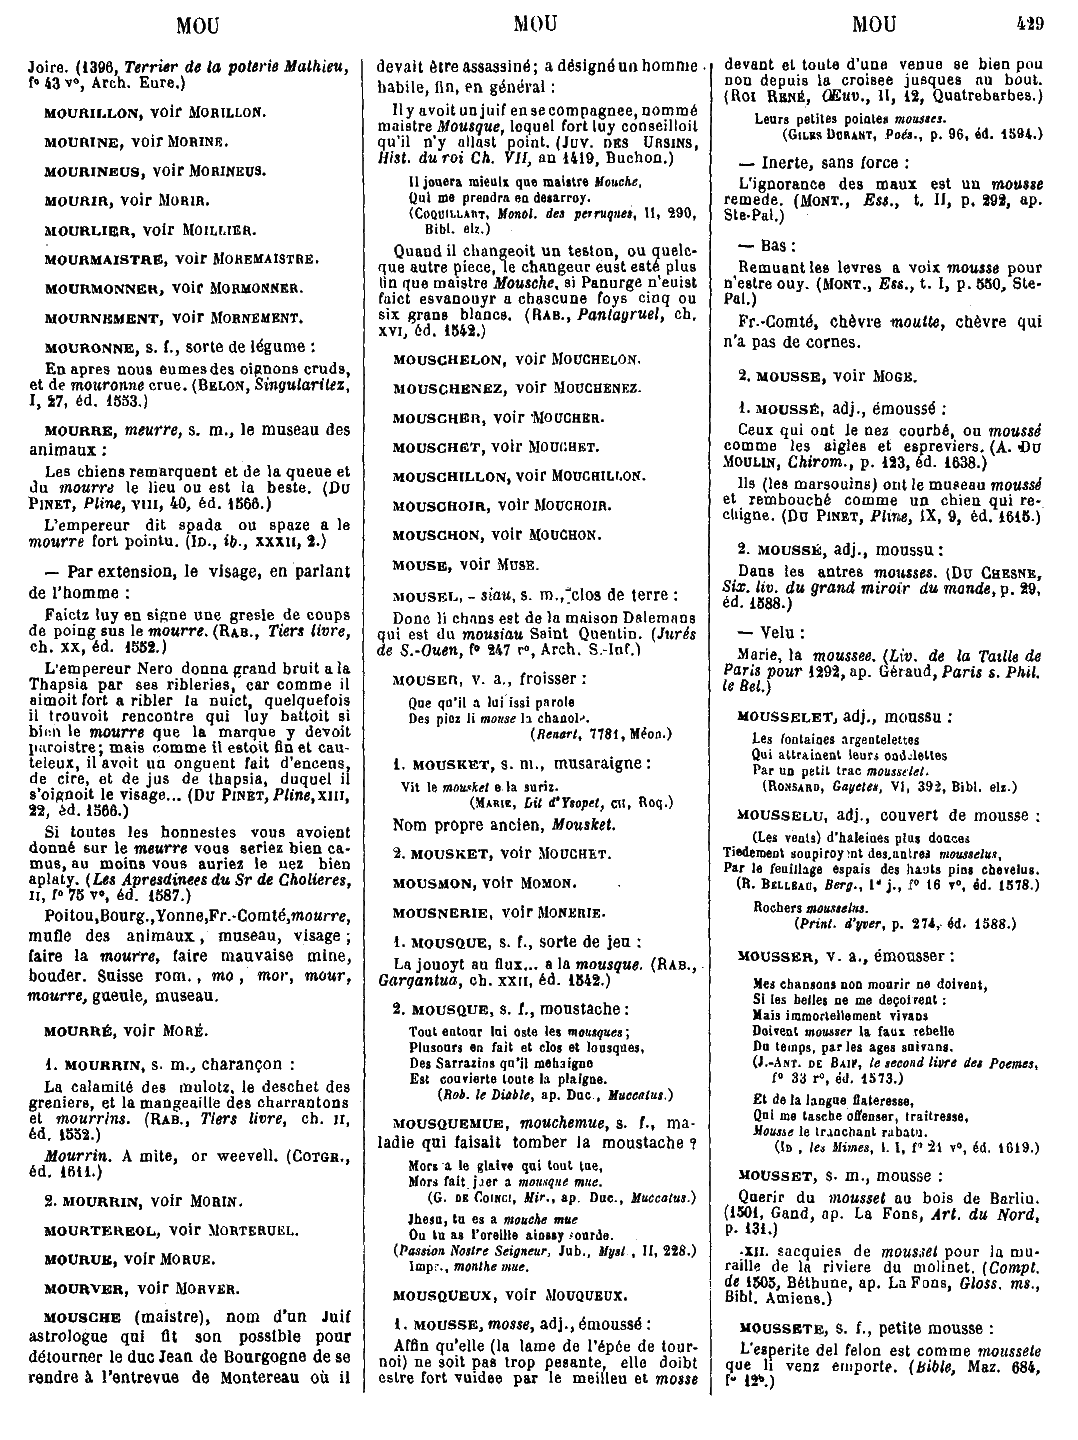 MOU
MOU
MOU
429
Joire. (1396, Terrier de la poterie Mathieu,
fº 43 vº, Arch. Eure.)
MOURILLON, voir MORILLON.
MOURINE, voir MORINE.
MOURINEUS, voir MORINEUS.
MOURIR, voir MORIR.
MOURLIER, voir MOILLIER.
MOURMAISTRE, voir MOREMAISTRE.
MOURMONNER, voir MORMONNER.
MOURNEMENT, voir MORNEMENT.
MOURONNE, s. f., sorte de légume :
En apres nous eumes des oignons cruds,
et de mouronne crue. (BELON, Singularitez,
I, 27, éd. 1553.)
MOURRE, meurre, s. m., le museau des
animaux :
Les chiens remarquent et de la queue et
du mourre le lieu ou est la beste. (DU
PINET, Pline, VIII, 40, éd. 1566.)
L'empereur dit spada ou spaze a le
mourre fort pointu. (ID., ib., XXXII, 2.)
— Par extension, le visage, en parlant
de l'homme :
Faictz luy en signe une gresle de coups
de poing sus le mourre. (RAB., Tiers livre,
ch. XX, éd. 1552.)
L'empereur Nero donna grand bruit a la
Thapsia par ses ribleries, car comme il
aimoit fort a ribler la nuict, quelquefois
il trouvoit rencontre qui luy battoit si
bien le mourre que la marque y devoit
paroistre ; mais comme il estoit fin et cau-
teleux, il avoit un onguent fait d'encens,
de cire, et de jus de thapsia, duquel il
s'oignoit le visage... (DU PINET, Pline, XIII,
22, éd. 1566.)
Si toutes les honnestes vous avoient
donné sur le meurre vous seriez bien ca-
mus, au moins vous auriez le nez bien
aplaty. (Les Apresdinees du Sr de Cholieres,
II, fº 75 vº, éd. 1587.)
Poitou, Bourg., Yonne, Fr.-Comté, mourre,
mufle des animaux, museau, visage ;
faire la mourre, faire mauvaise mine,
bouder. Suisse rom., mo, mor, mour,
mourre, gueule, museau.
MOURRÉ, voir MORÉ.
1. MOURRIN, s. m., charançon :
La calamité des mulotz, le deschet des
greniers, et la mangeaille des charrantons
et mourrins. (RAB., Tiers livre, ch. II,
éd. 1552.)
Mourrin. A mite, or weevell. (COTGR.,
éd. 1611.)
2. MOURRIN, voir MORIN.
MOURTEREOL, voir MORTERUEL.
MOURUE, voir MORUE.
MOURVER, voir MORVER.
MOUSCHE (maistre), nom d'un Juif
astrologue qui fit son possible pour
détourner le duc Jean de Bourgogne de se
rendre à l'entrevue de Montereau où il
devait être assassiné ; a désigné un homme
habile, fin, en général :
Il y avoit un juif en se compagnee, nommé
maistre Mousque, loquel fort luy conseilloit
qu'il n'y allast point. (JUV. DES URSINS,
Hist. du roi Ch. VII, an 1419, Buchon.)
Il jouera mieulx que maistre Mouche,
Qui me prendra en desarroy.
(COQUILLART, Monol. des perruques, II, 290,
Bibl. elz.)
Quand il changeoit un teston, ou quelc-
que autre piece, le changeur eust esté plus
fin que maistre Mousche, si Panurge n'eust
faict esvanouyr a chascune foys cinq ou
six grans blancs. (RAB., Pantagruel, ch.
XVI, éd. 1542.)
MOUSCHELON, voir MOUCHELON.
MOUSCHENEZ, voir MOUCHENEZ.
MOUSCHER, voir MOUCHER.
MOUSCHET, voir MOUCHET.
MOUSCHILLON, voir MOUCHILLON.
MOUSCHOIR, voir MOUCHOIR.
MOUSCHON, voir MOUCHON.
MOUSE, voir MUSE.
MOUSEL, - siau, s. m., clos de terre :
Donc li chans est de la maison Dalemans
qui est du mousiau Saint Quentin. (Jurés
de S.-Ouen, fº 247 rº, Arch. S.-Inf.)
MOUSER, v. a., froisser :
Que qu'il a lui issi parole
Des piez li mouse la chanole.
(Renart, 7781, Méon.)
1. MOUSKET, s. m., musaraigne :
Vit le mousket e la suriz.
(MARIE, Dit d'Ysopet, CII, Roq.)
Nom propre ancien, Mousket.
2. MOUSKET, voir MOUCHET.
MOUSMON, voir MOMON.
MOUSNERIE, voir MONERIE.
1. MOUSQUE, s. f., sorte de jeu :
La jouoyt au flux... a la mousque. (RAB.,
Gargantua, ch. XXII, éd. 1542.)
2. MOUSQUE, s. f., moustache :
Tout entour lui oste les mousques ;
Plusours en fait et clos et lousques,
Des Sarrazins qu'il mehaigne
Est couvierte toute la plaigne.
(Rob. le Diable, ap. Duc., Muccatus.)
MOUSQUEMUE, mouchemue, s. f., ma-
ladie qui faisait tomber la moustache ?
Mors a le glaive qui tout tue,
Mors fait juer a mousque mue.
(G. DE COINCI, Mir., ap. Duc., Muccatus.)
Jhesu, tu es a mouche mue
Ou tu as l'oreille ainssy sourde.
(Passion Nostre Seigneur, Jub., Myst., II, 228.)
Impr., monthe mue.
MOUSQUEUX, voir MOUQUEUX.
1. MOUSSE, mosse, adj., émoussé :
Affin qu'elle (la lame de l'épée de tour-
noi) ne soit pas trop pesante, elle doibt
estre fort vuidee par le meilleu et mosse
devant et toute d'une venue se bien pou
non depuis la croisee jusques au bout.
(ROI RENÉ, Œuv., II, 12, Quatrebarbes.)
Leurs petites pointes mousses.
(GILES DURANT, Poés., p. 96, éd. 1594.)
— Inerte, sans force :
L'ignorance des maux est un mousse
remede. (MONT., Ess., t. II, p. 292, ap.
Ste-Pal.)
— Bas :
Remuant les levres a voix mousse pour
n'estre ouy. (MONT., Ess., t. I, p. 550, Ste-
Pal.)
Fr.-Comté, chèvre moutte, chèvre qui
n'a pas de cornes.
2. MOUSSE, voir MOGE.
1. MOUSSÉ, adj., émoussé :
Ceux qui ont le nez courbé, ou moussé
comme les aigles et espreviers. (A. DU
MOULIN, Chirom., p. 123, éd. 1638.)
Ils (les marsouins) ont le museau moussé
et rembouché comme un chien qui re-
chigne. (DU PINET, Pline, IX, 9, éd. 1615.)
2. MOUSSÉ, adj., moussu :
Dans les antres mousses. (DU CHESNE,
Six. liv. du grand miroir du monde, p. 29,
éd. 1588.)
— Velu :
Marie, la moussee. (Liv. de la Taille de
Paris pour 1292, ap. Géraud, Paris s. Phil.
le Bel.)
MOUSSELET, adj., moussu :
Les fontaines argentelettes
Qui attrainent leurs ondelettes
Par un petit trac mousselet.
(RONSARD, Gayetes, VI, 392, Bibl. elz.)
MOUSSELU, adj., couvert de mousse :
(Les vents) d'haleines plus douces
Tiedement soupiroyent des antres mousselus,
Par le feuillage espais des hauts pins chevelus.
(R. BELLEAU, Berg., 1ª j., fº 16 vº, éd. 1578.)
Rochers mousselus.
(Print. d'yver, p. 274, éd. 1588.)
MOUSSER, v. a., émousser :
Mes chansons non mourir ne doivent,
Si les belles ne me deçoivent :
Mais immortellement vivans
Doivent mousser la faux rebelle
Du temps, par les ages suivans.
(J.-ANT. DE BAIF, le second livre des Poemes,
fº 33 rº, éd. 1573.)
Et de la langue flateresse,
Qui me tasche offenser, traitresse,
Mousse le tranchant rabatu.
(ID., les Mimes, l. I, fº 21 vº, éd. 1619.)
MOUSSET, s. m., mousse :
Querir du mousset au bois de Barlin.
(1501, Gand, ap. La Fons, Art. du Nord,
p. 131.)
.XII. sacquies de mousset pour la mu-
raille de la riviere du molinet. (Compt.
de 1505, Béthune, ap. La Fons, Gloss. ms.,
Bibl. Amiens.)
MOUSSETE, s. f., petite mousse :
L'esperite del felon est comme moussete
que li venz emporte. (Bible, Maz. 684,
fº 12ᵇ.)